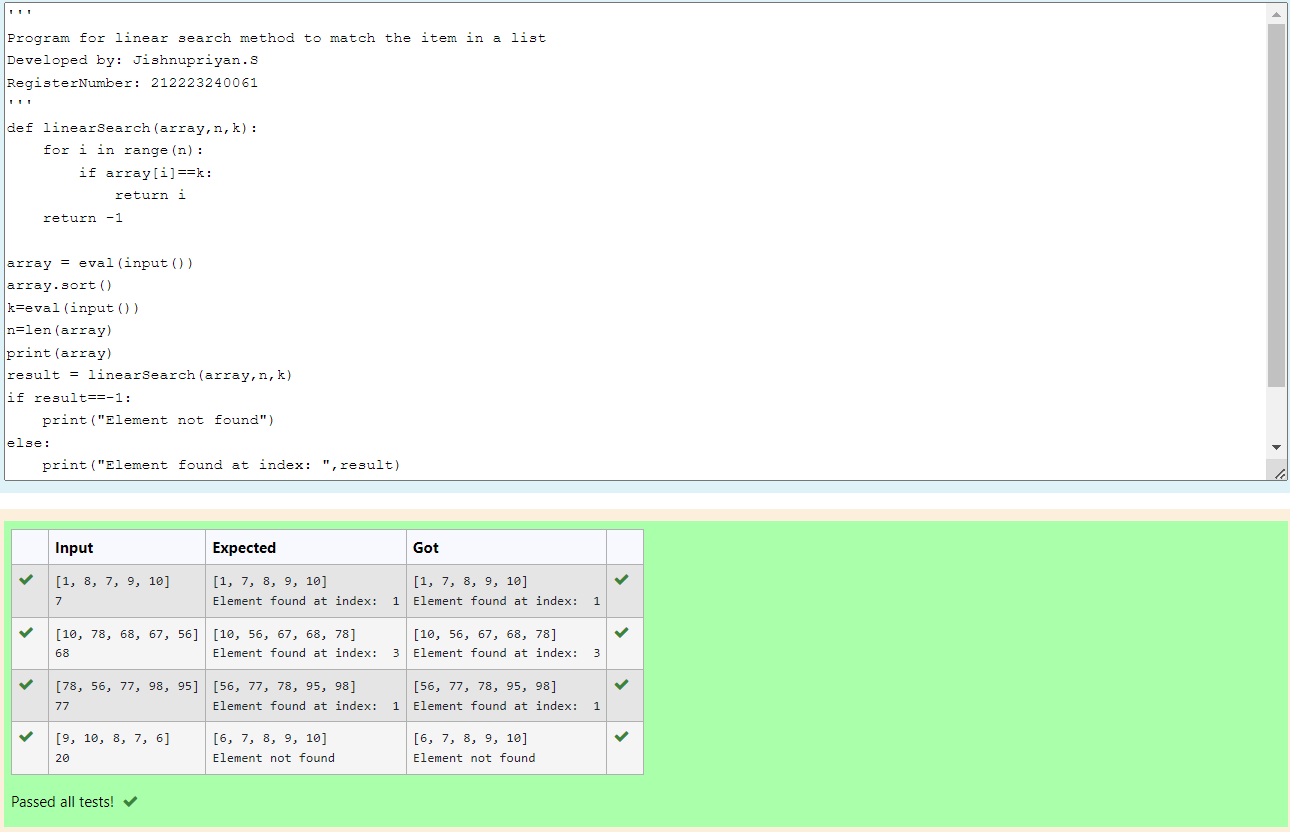 '''
Program for linear search method to match the item in a list
Developed by: Jishnupriyan.S
RegisterNumber: 212223240061
'''
def linearSearch(array,n,k):
    for i in range(n):
        if array[i]==k:
            return i
    return -1

array = eval(input())
array.sort()
k=eval(input())
n=len(array)
print(array)
result = linearSearch(array,n,k)
if result==-1:
    print("Element not found")
else:
    print("Element found at index: ",result)
Input Expected Got
[1, 8, 7, 9, 10] [1, 7, 8, 9, 10] [1, 7, 8, 9, 10]
7 Element found at index:  1 Element found at index:  1
[10, 78, 68, 67, 56] [10, 56, 67, 68, 78] [10, 56, 67, 68, 78]
68 Element found at index:  3 Element found at index:  3
[78, 56, 77, 98, 95] [56, 77, 78, 95, 98] [56, 77, 78, 95, 98]
77 Element found at index:  1 Element found at index:  1
[9, 10, 8, 7, 6] [6, 7, 8, 9, 10] [6, 7, 8, 9, 10]
20 Element not found Element not found
Passed all tests!